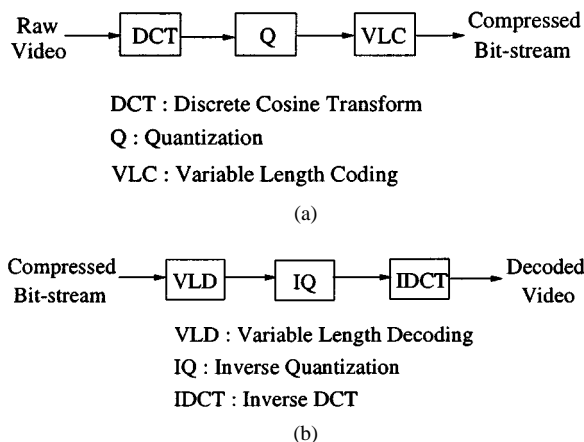 Raw Video
DCT
Q
VLC
Compressed Bit-stream
DCT : Discrete Cosine Transform
Q : Quantization
VLC : Variable Length Coding
(a)
Compressed Bit-stream
VLD
IQ
IDCT
Decoded Video
VLD : Variable Length Decoding
IQ : Inverse Quantization
IDCT : Inverse DCT
(b)